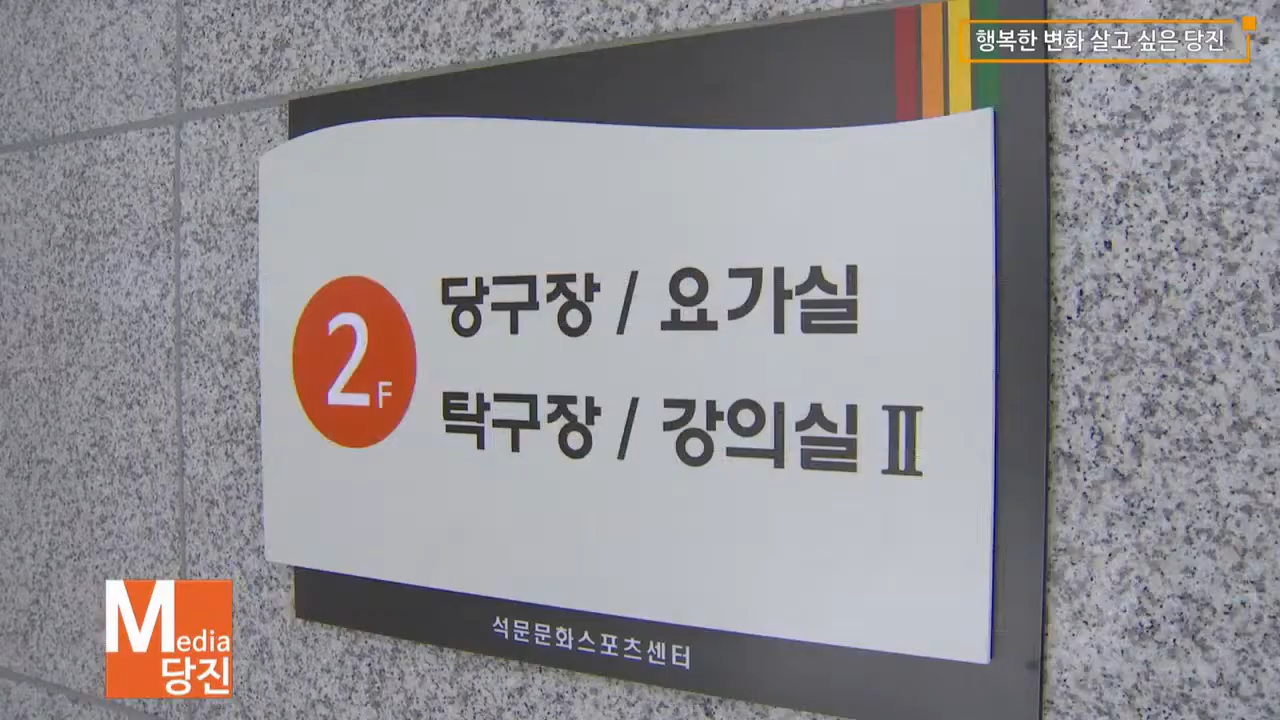 행복한 변화 살고 싶은 당진
2F
당구장 / 요가실
탁구장 / 강의실 Ⅱ
석문문화스포츠센터
Media
당진